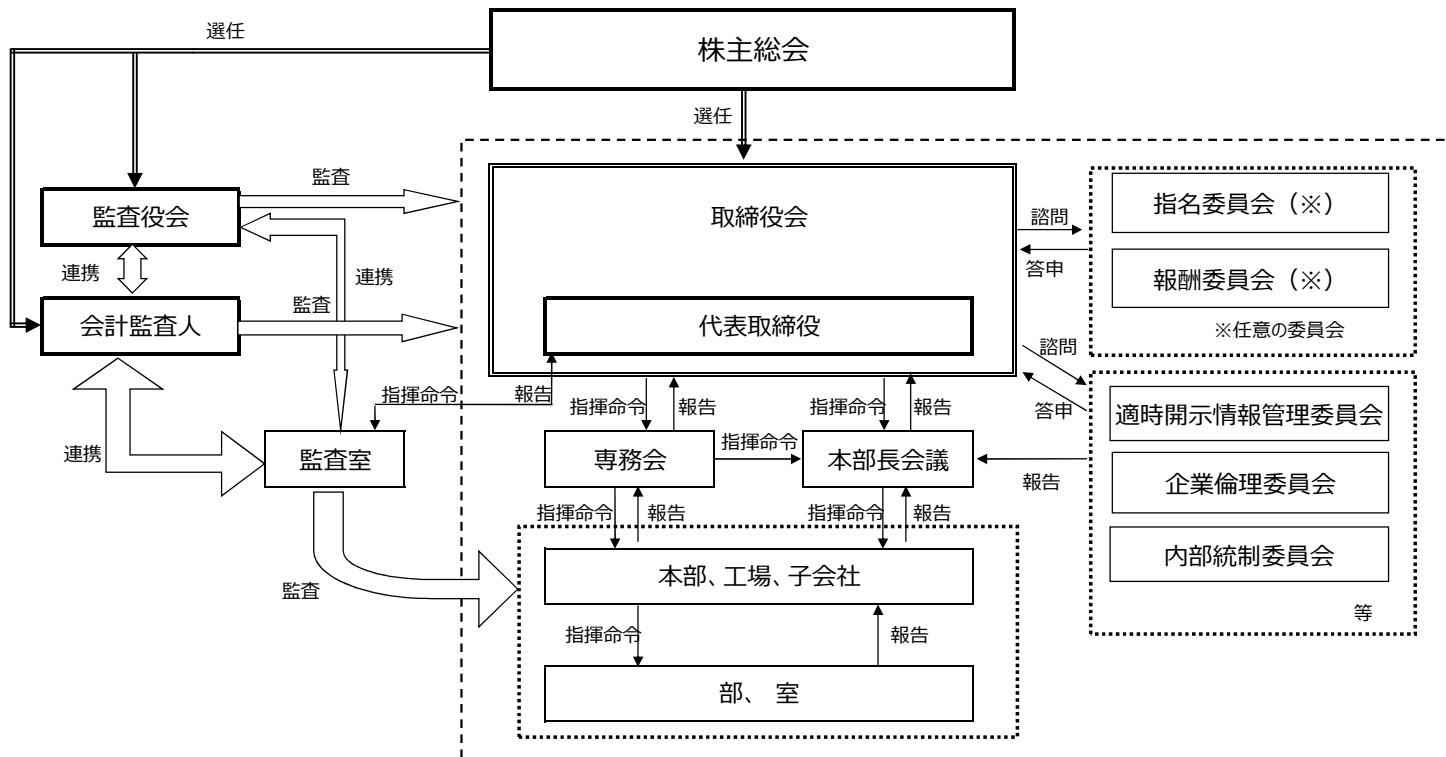 選任
株主総会
選任
監査
監査役会
取締役会
諮問
指名委員会（※）
答申
連携
連携
報酬委員会（※）
監査
会計監査人
代表取締役
※任意の委員会
諮問
指揮命令
報告
指揮命令
報告
指揮命令
報告
答申
適時開示情報管理委員会
連携
監査室
専務会
指揮命令
本部長会議
報告
企業倫理委員会
指揮命令
報告
指揮命令
報告
内部統制委員会
本部、工場、子会社
監査
等
指揮命令
報告
部、 室